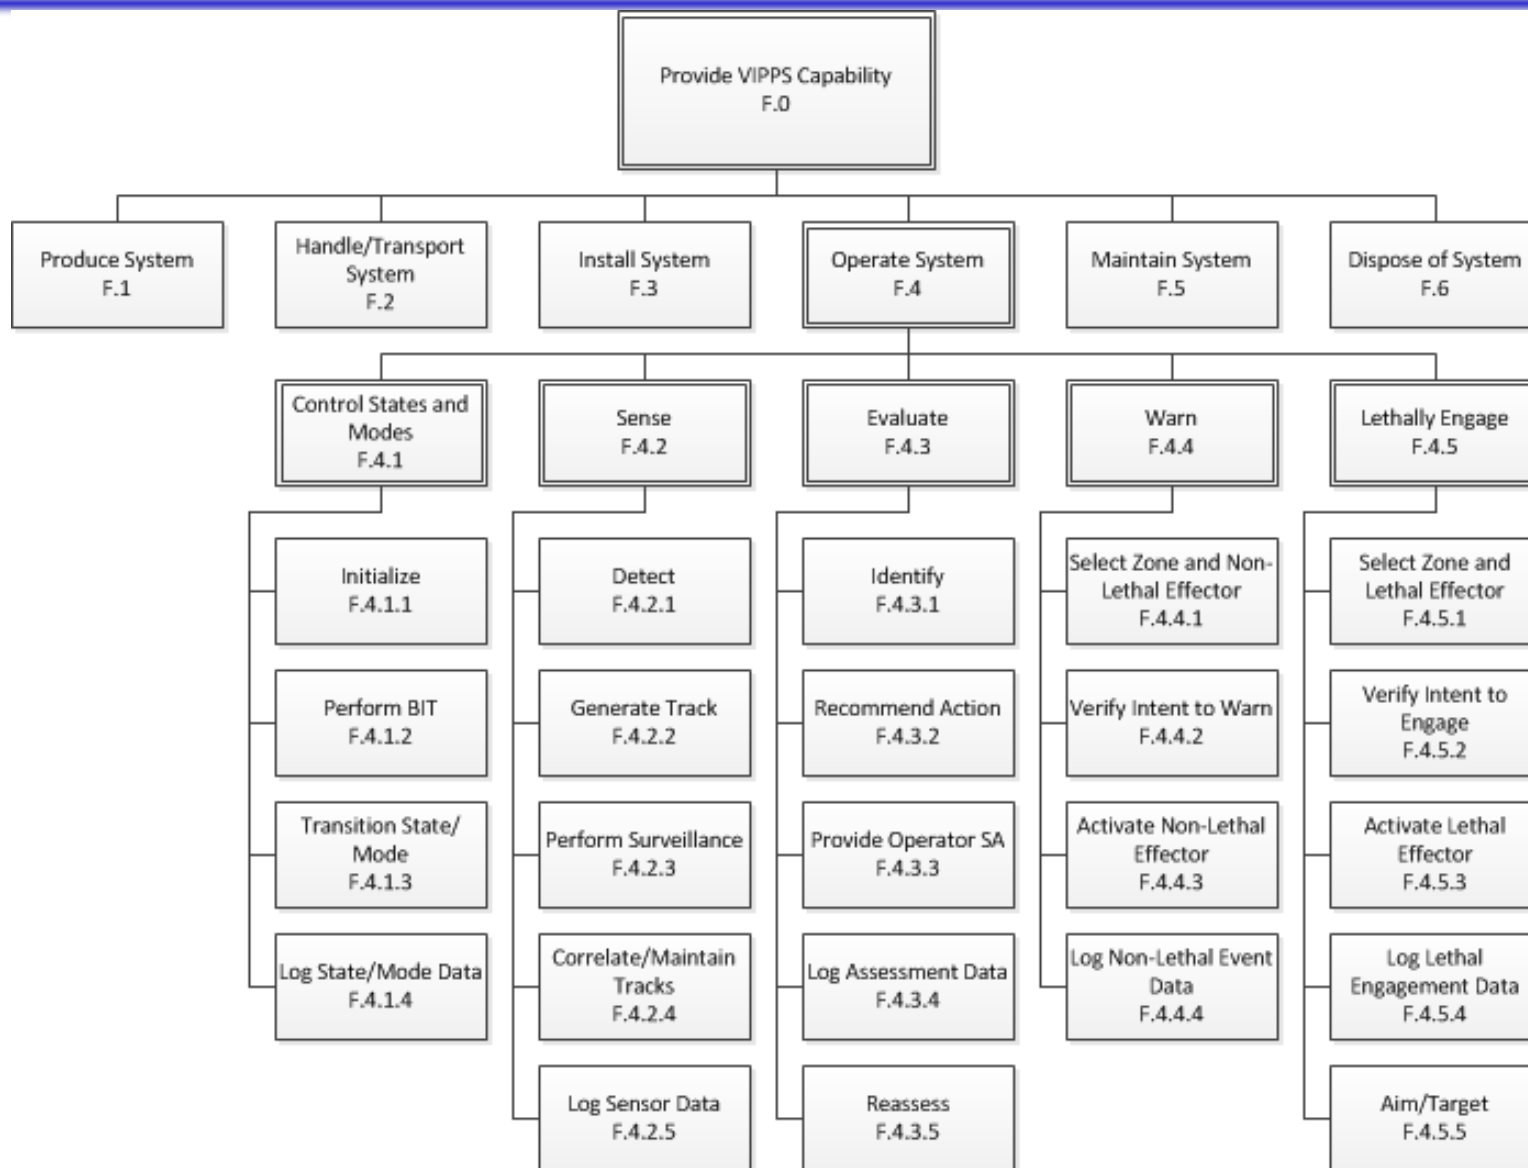 Provide VIPPS Capability
F.0
Produce System
F.1
Handle/Transport
System
F.2
Install System
F.3
Operate System
F.4
Maintain System
F.5
Dispose of System
F.6
Control States and
Modes
F.4.1
Sense
F.4.2
Evaluate
F.4.3
Warn
F.4.4
Lethally Engage
F.4.5
Initialize
F.4.1.1
Detect
F.4.2.1
Identify
F.4.3.1
Select Zone and Non-
Lethal Effector
F.4.4.1
Select Zone and
Lethal Effector
F.4.5.1
Perform BIT
F.4.1.2
Generate Track
F.4.2.2
Recommend Action
F.4.3.2
Verify Intent to Warn
F.4.4.2
Verify Intent to
Engage
F.4.5.2
Transition State/
Mode
F.4.1.3
Perform Surveillance
F.4.2.3
Provide Operator SA
F.4.3.3
Activate Non-Lethal
Effector
F.4.4.3
Activate Lethal
Effector
F.4.5.3
Log State/Mode Data
F.4.1.4
Correlate/Maintain
Tracks
F.4.2.4
Log Assessment Data
F.4.3.4
Log Non-Lethal Event
Data
F.4.4.4
Log Lethal
Engagement Data
F.4.5.4
Log Sensor Data
F.4.2.5
Reassess
F.4.3.5
Aim/Target
F.4.5.5